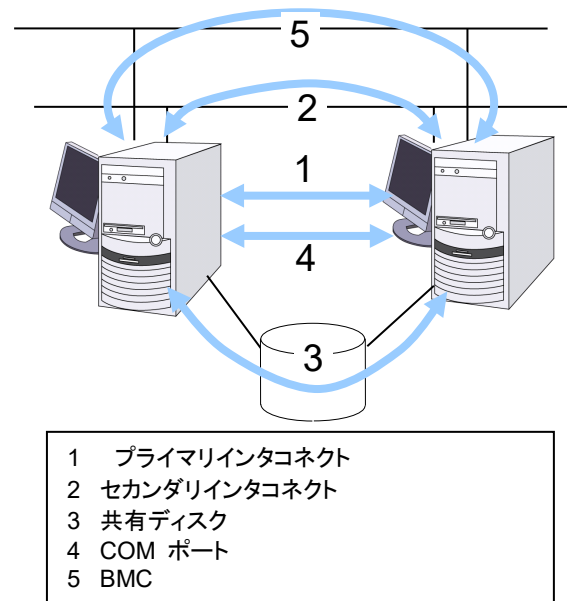 5
2
1
4
3
1 プライマリインタコネクト
2 セカンダリインタコネクト
3 共有ディスク
4 COM ポート
5 BMC